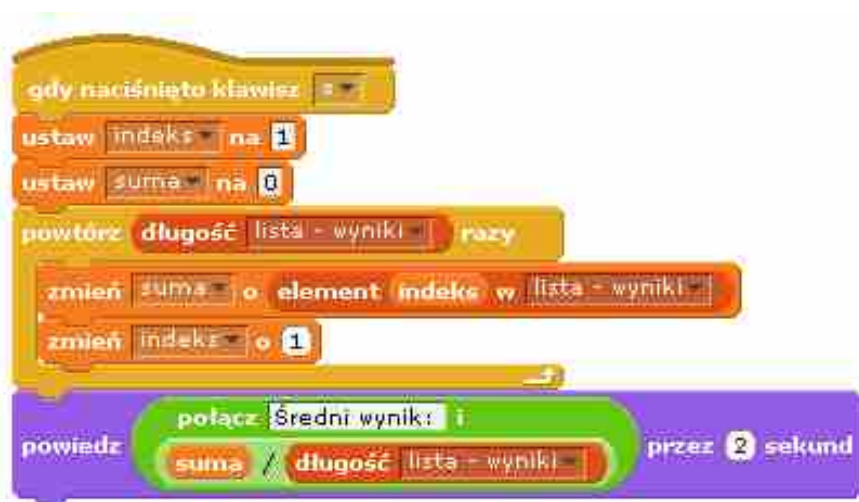 gdy naciśnięto klawisz s
ustaw indeks na 1
ustaw suma na 0
powtórz długość lista - wyniki razy
zmień suma o element indeks w lista - wyniki
zmień indeks o 1
połącz Średni wynik: i
powiedz suma / długość lista - wyniki przez 2 sekund